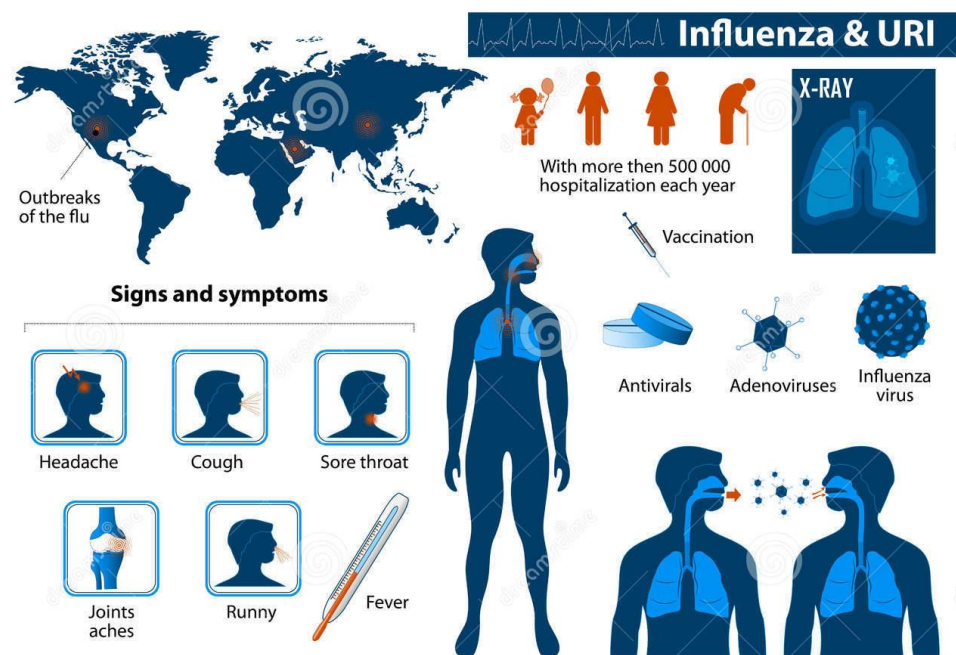 Influenza & URI
X-RAY
With more then 500 000
hospitalization each year
Outbreaks
of the flu
Vaccination
Signs and symptoms
Antivirals
Adenoviruses
Influenza
virus
Headache
Cough
Sore throat
Joints
aches
Runny
Fever
dreamstime